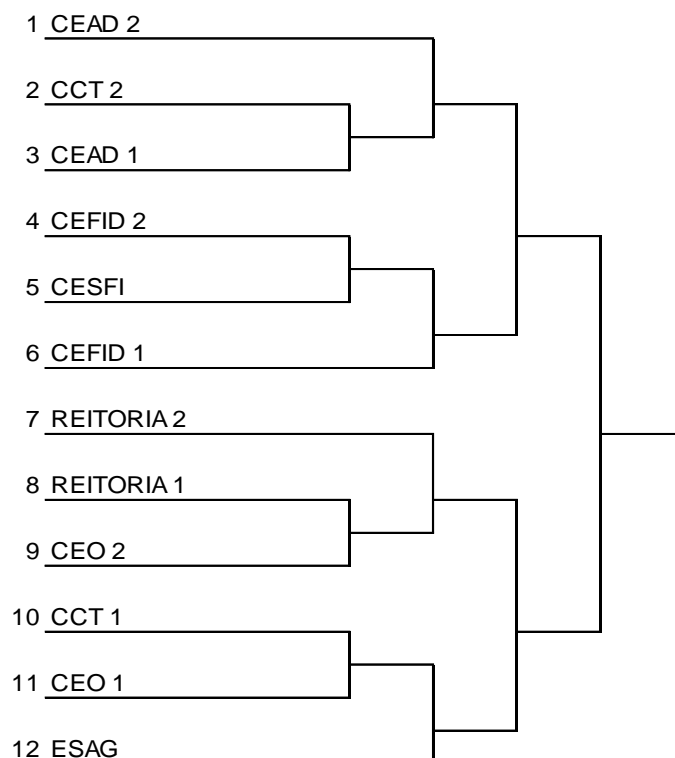 1 CEAD 2
2 CCT 2
3 CEAD 1
4 CEFID 2
5 CESFI
6 CEFID 1
7 REITORIA 2
8 REITORIA 1
9 CEO 2
10 CCT 1
11 CEO 1
12 ESAG